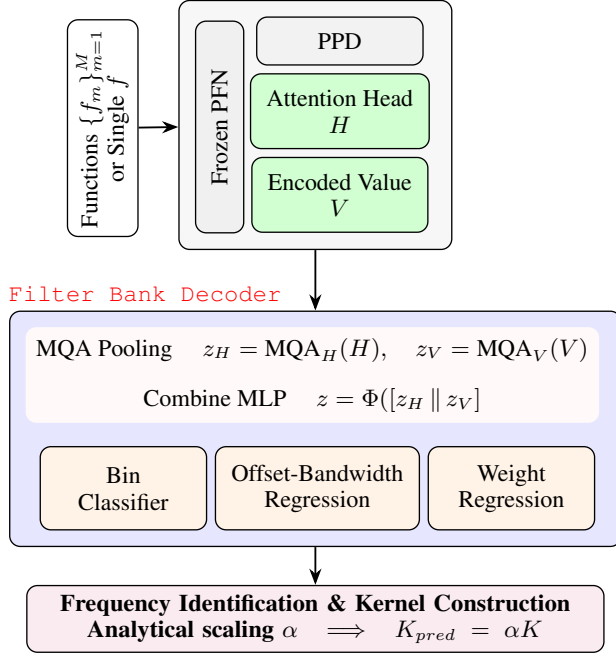 Functions $\{f_m\}_{m=1}^{M}$
or Single $f$
Frozen PFN
PPD
Attention Head
$H$
Encoded Value
$V$
Filter Bank Decoder
MQA Pooling $z_H = \mathrm{MQA}_H(H), \quad z_V = \mathrm{MQA}_V(V)$
Combine MLP $z = \Phi([z_H \, \| \, z_V]$
Bin
Classifier
Offset-Bandwidth
Regression
Weight
Regression
Frequency Identification & Kernel Construction
Analytical scaling $\alpha \implies K_{pred} = \alpha K$